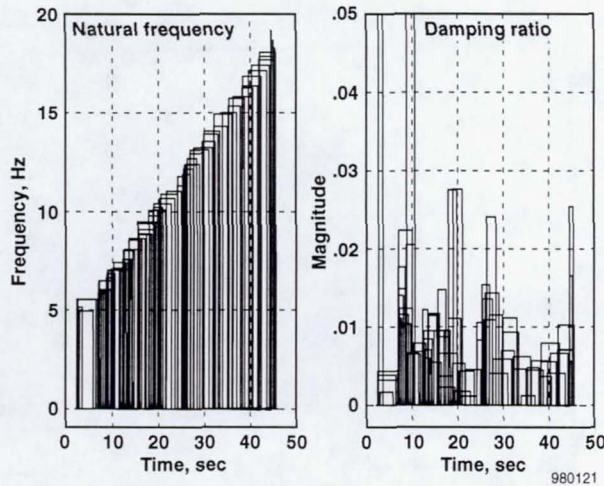 Natural frequency
20
15
10
5
0
Frequency, Hz
0 10 20 30 40 50
Time, sec
Damping ratio
.05
.04
.03
.02
.01
0
Magnitude
0 10 20 30 40 50
Time, sec
980121